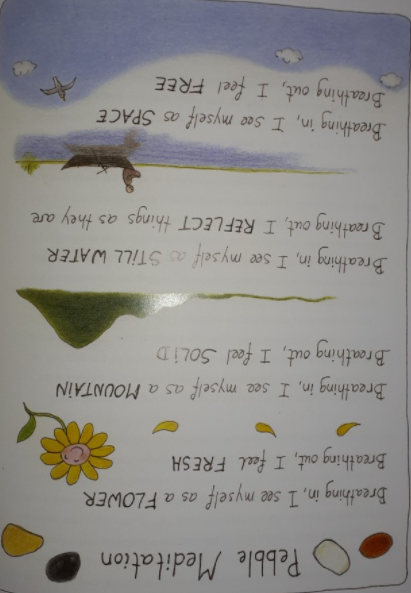 Pebble Meditation
Breathing in, I see myself as a FLOWER
Breathing out, I feel FRESH
Breathing in, I see myself as a MOUNTAIN
Breathing out, I feel SOLiD
Breathing in, I see myself as STiLL WATER
Breathing out, I REFLECT things as they are
Breathing in, I see myself as SPACE
Breathing out, I feel FREE